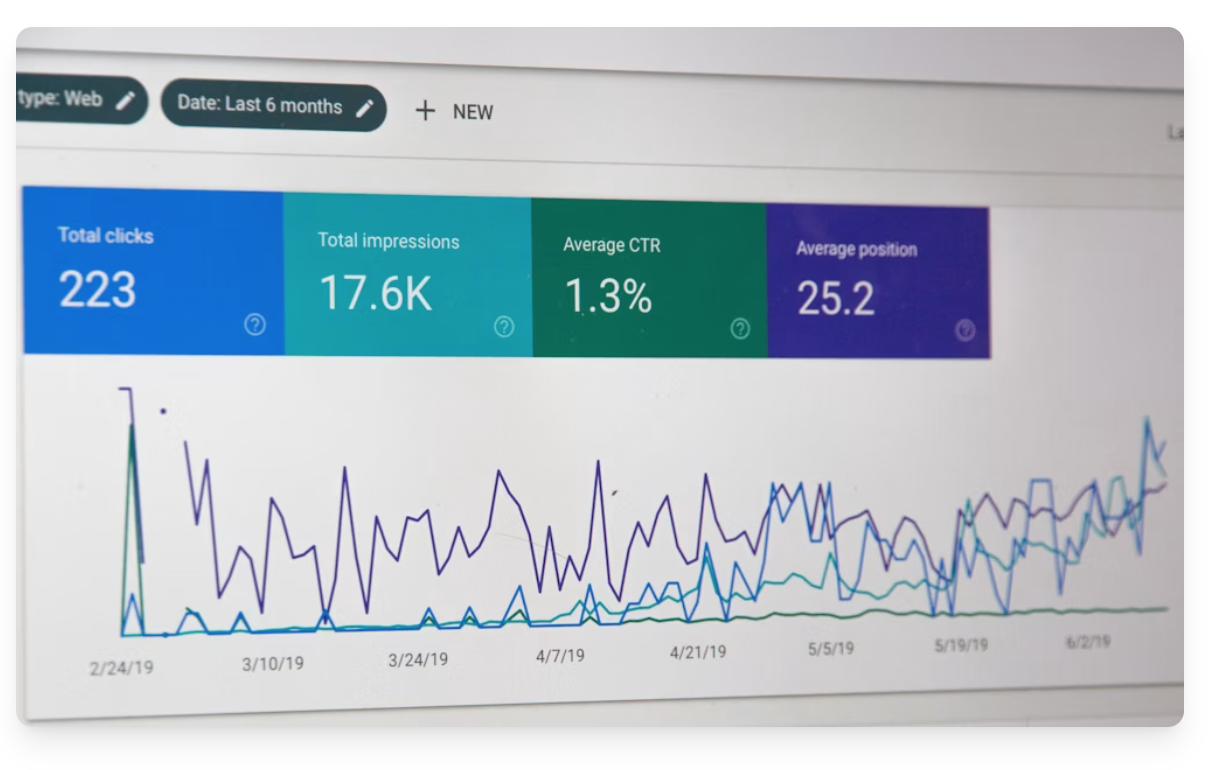 type: Web
Date: Last 6 months
+ NEW
La
Total clicks
223
Total impressions
17.6K
Average CTR
1.3%
Average position
25.2
2/24/19
3/10/19
3/24/19
4/7/19
4/21/19
5/5/19
5/19/19
6/2/19